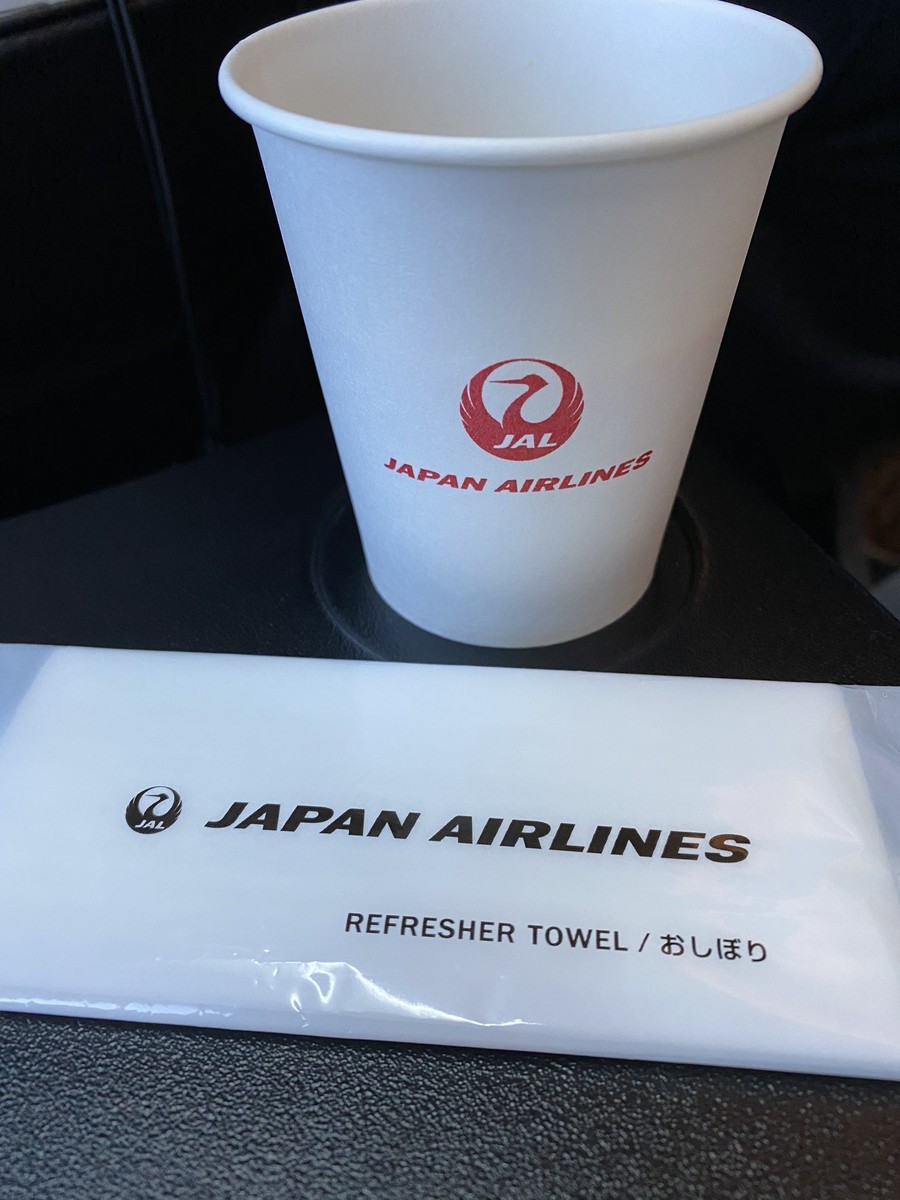 JAL
JAPAN AIRLINES
JAL
JAPAN AIRLINES
REFRESHER TOWEL / おしぼり